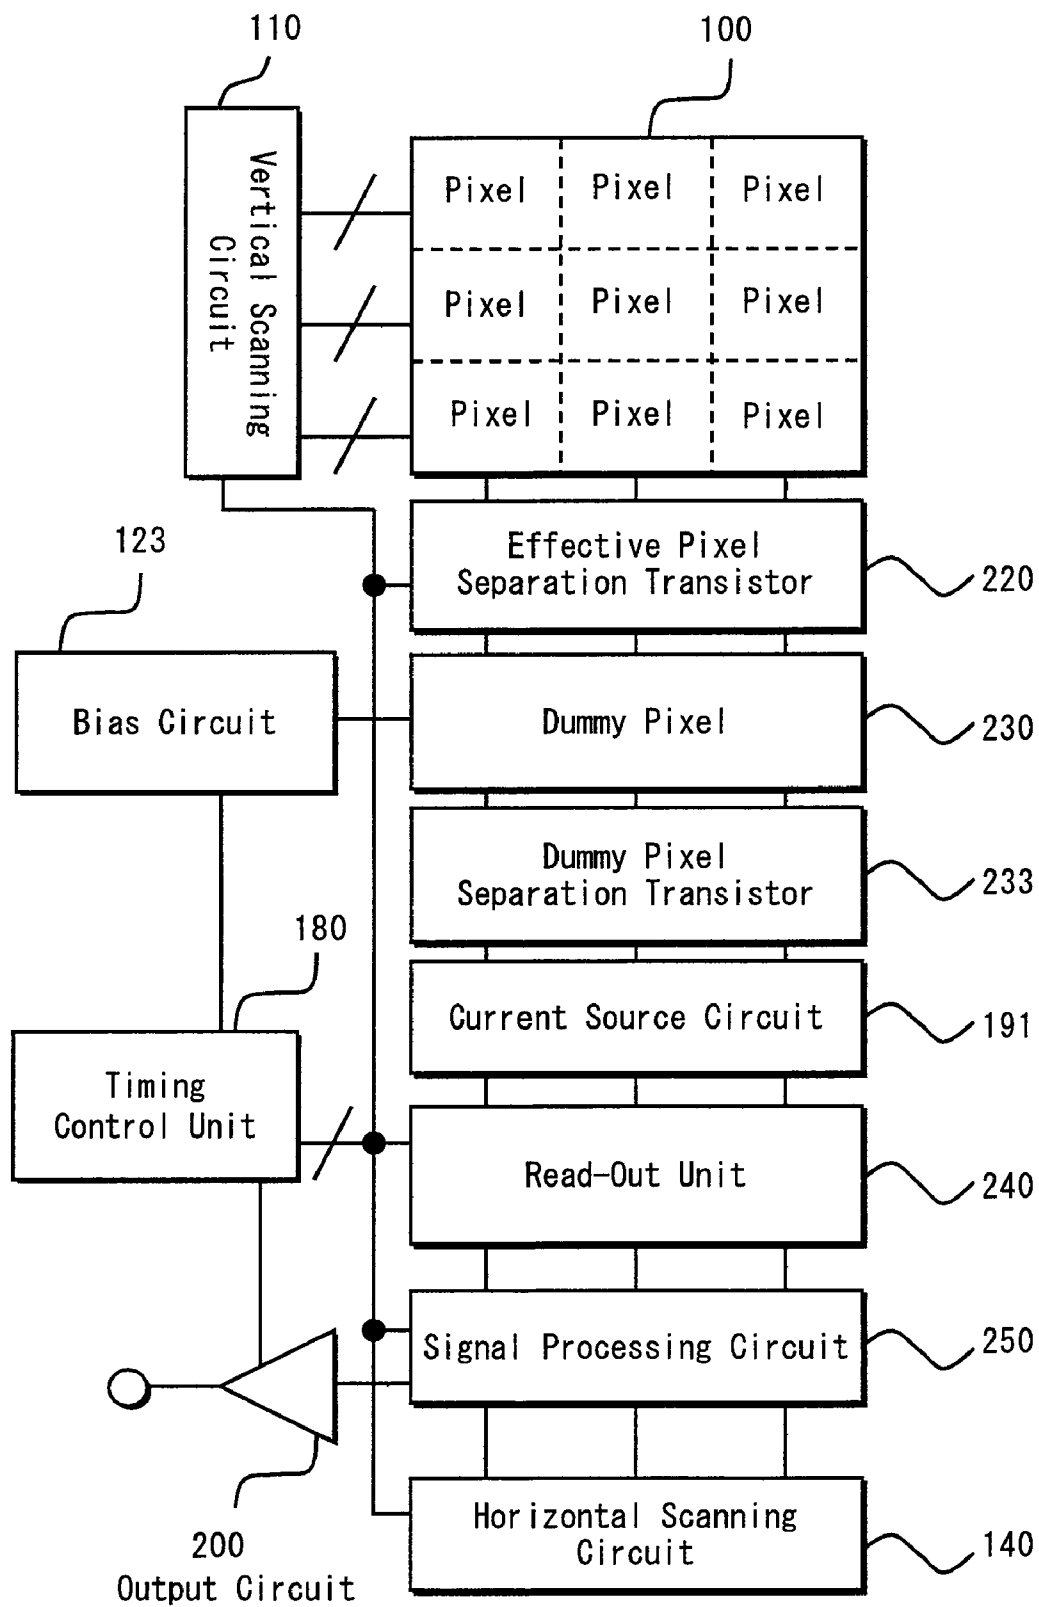 110
100
Vertical Scanning
Circuit
Pixel Pixel Pixel
Pixel Pixel Pixel
Pixel Pixel Pixel
123
Effective Pixel
Separation Transistor
220
Bias Circuit
Dummy Pixel
230
Dummy Pixel
Separation Transistor
233
180
Current Source Circuit
191
Timing
Control Unit
Read-Out Unit
240
Signal Processing Circuit
250
Horizontal Scanning
Circuit
140
200
Output Circuit